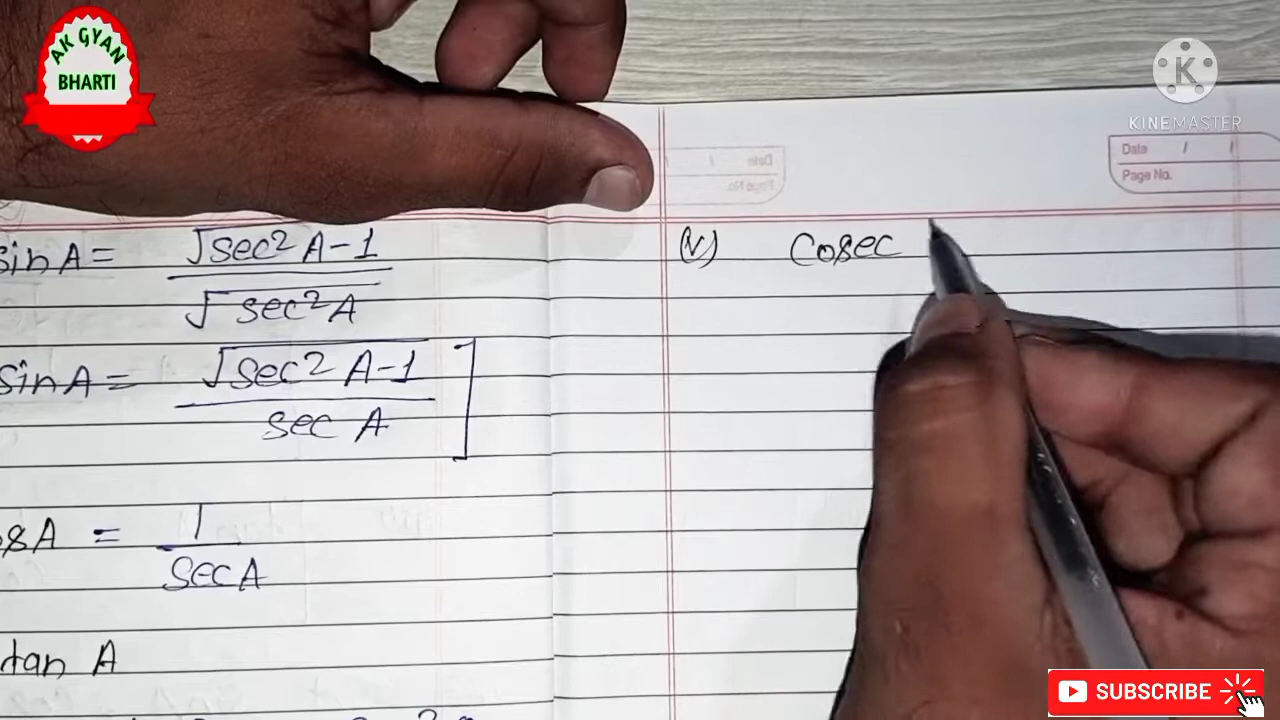 AK GYAN
BHARTI
K
KINEMASTER
Date / /
Page No.
sin A = √sec² A - 1
√sec² A
sin A = √sec² A - 1
sec A
A = 1
sec A
tan A
(v) Cosec
SUBSCRIBE